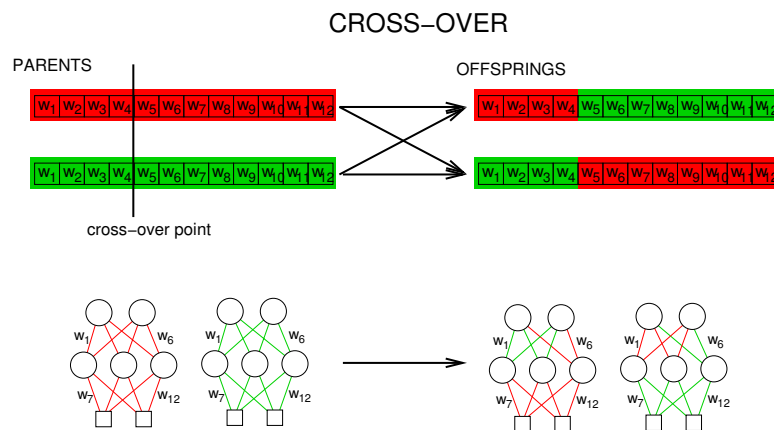 CROSS−OVER
PARENTS
OFFSPRINGS
w1 w2 w3 w4 w5 w6 w7 w8 w9 w10 w11 w12
w1 w2 w3 w4 w5 w6 w7 w8 w9 w10 w11 w12
w1 w2 w3 w4 w5 w6 w7 w8 w9 w10 w11 w12
w1 w2 w3 w4 w5 w6 w7 w8 w9 w10 w11 w12
cross−over point
w1 w6 w1 w6 w1 w6 w1 w6
w7 w12 w7 w12 w7 w12 w7 w12